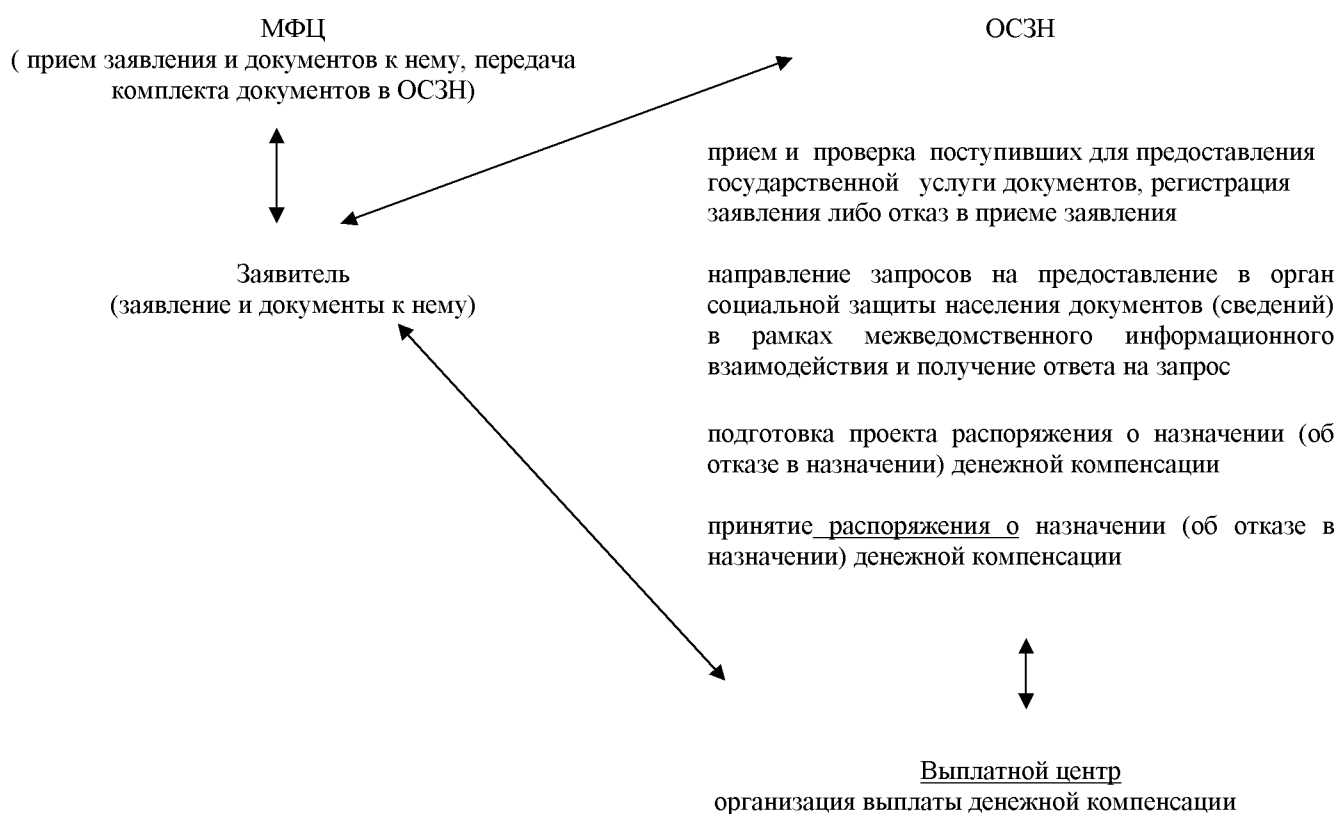 МФЦ
( прием заявления и документов к нему, передача
комплекта документов в ОСЗН)
Заявитель
(заявление и документы к нему)
ОСЗН
прием и проверка поступивших для предоставления
государственной услуги документов, регистрация
заявления либо отказ в приеме заявления
направление запросов на предоставление в орган
социальной защиты населения документов (сведений)
в рамках межведомственного информационного
взаимодействия и получение ответа на запрос
подготовка проекта распоряжения о назначении (об
отказе в назначении) денежной компенсации
принятие распоряжения о назначении (об отказе в
назначении) денежной компенсации
Выплатной центр
организация выплаты денежной компенсации